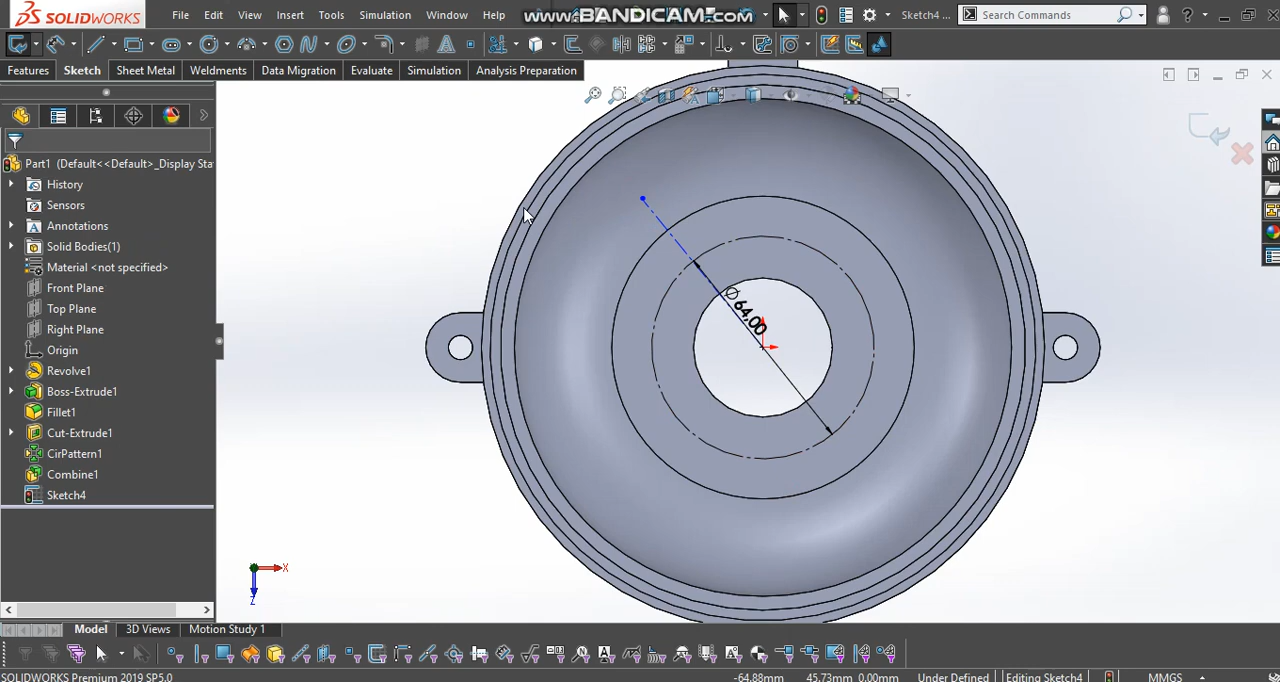 SOLIDWORKS File Edit View Insert Tools Simulation Window Help www.BANDICAM.com Sketch4 ... Search Commands ?
Features Sketch Sheet Metal Weldments Data Migration Evaluate Simulation Analysis Preparation
Part1 (Default<<Default>_Display Sta
History
Sensors
Annotations
Solid Bodies(1)
Material <not specified>
Front Plane
Top Plane
Right Plane
Origin
Revolve1
Boss-Extrude1
Fillet1
Cut-Extrude1
CirPattern1
Combine1
Sketch4
∅64,00
X
Z
Model 3D Views Motion Study 1
SOLIDWORKS Premium 2019 SP5.0 -64.88mm 45.73mm 0.00mm Under Defined Editing Sketch4 MMGS